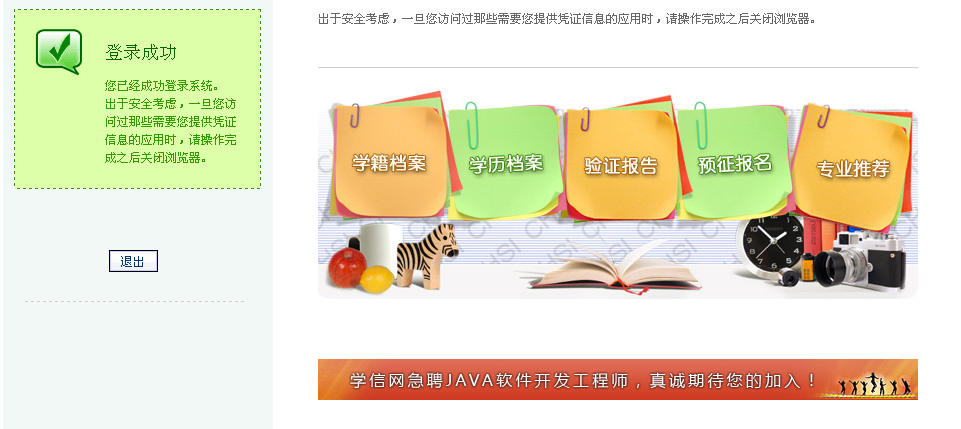 登录成功
您已经成功登录系统。
出于安全考虑，一旦您访
问过那些需要您提供凭证
信息的应用时，请操作完
成之后关闭浏览器。
退出
出于安全考虑，一旦您访问过那些需要您提供凭证信息的应用时，请操作完成之后关闭浏览器。
学籍档案
学历档案
验证报告
预征报名
专业推荐
学信网急聘JAVA软件开发工程师，真诚期待您的加入！